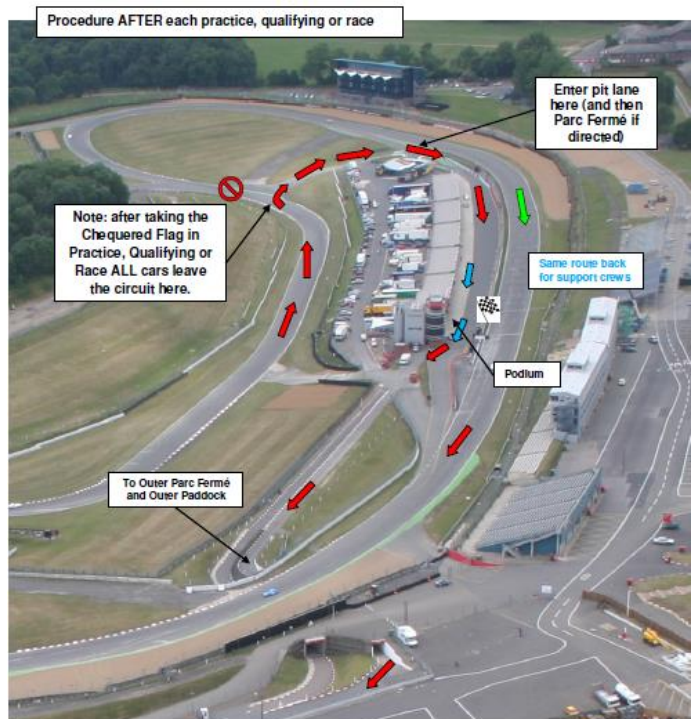 Procedure AFTER each practice, qualifying or race
Enter pit lane
here (and then
Parc Fermé if
directed)
Note: after taking the
Chequered Flag in
Practice, Qualifying or
Race ALL cars leave
the circuit here.
Same route back
for support crews
Podium
To Outer Parc Fermé
and Outer Paddock